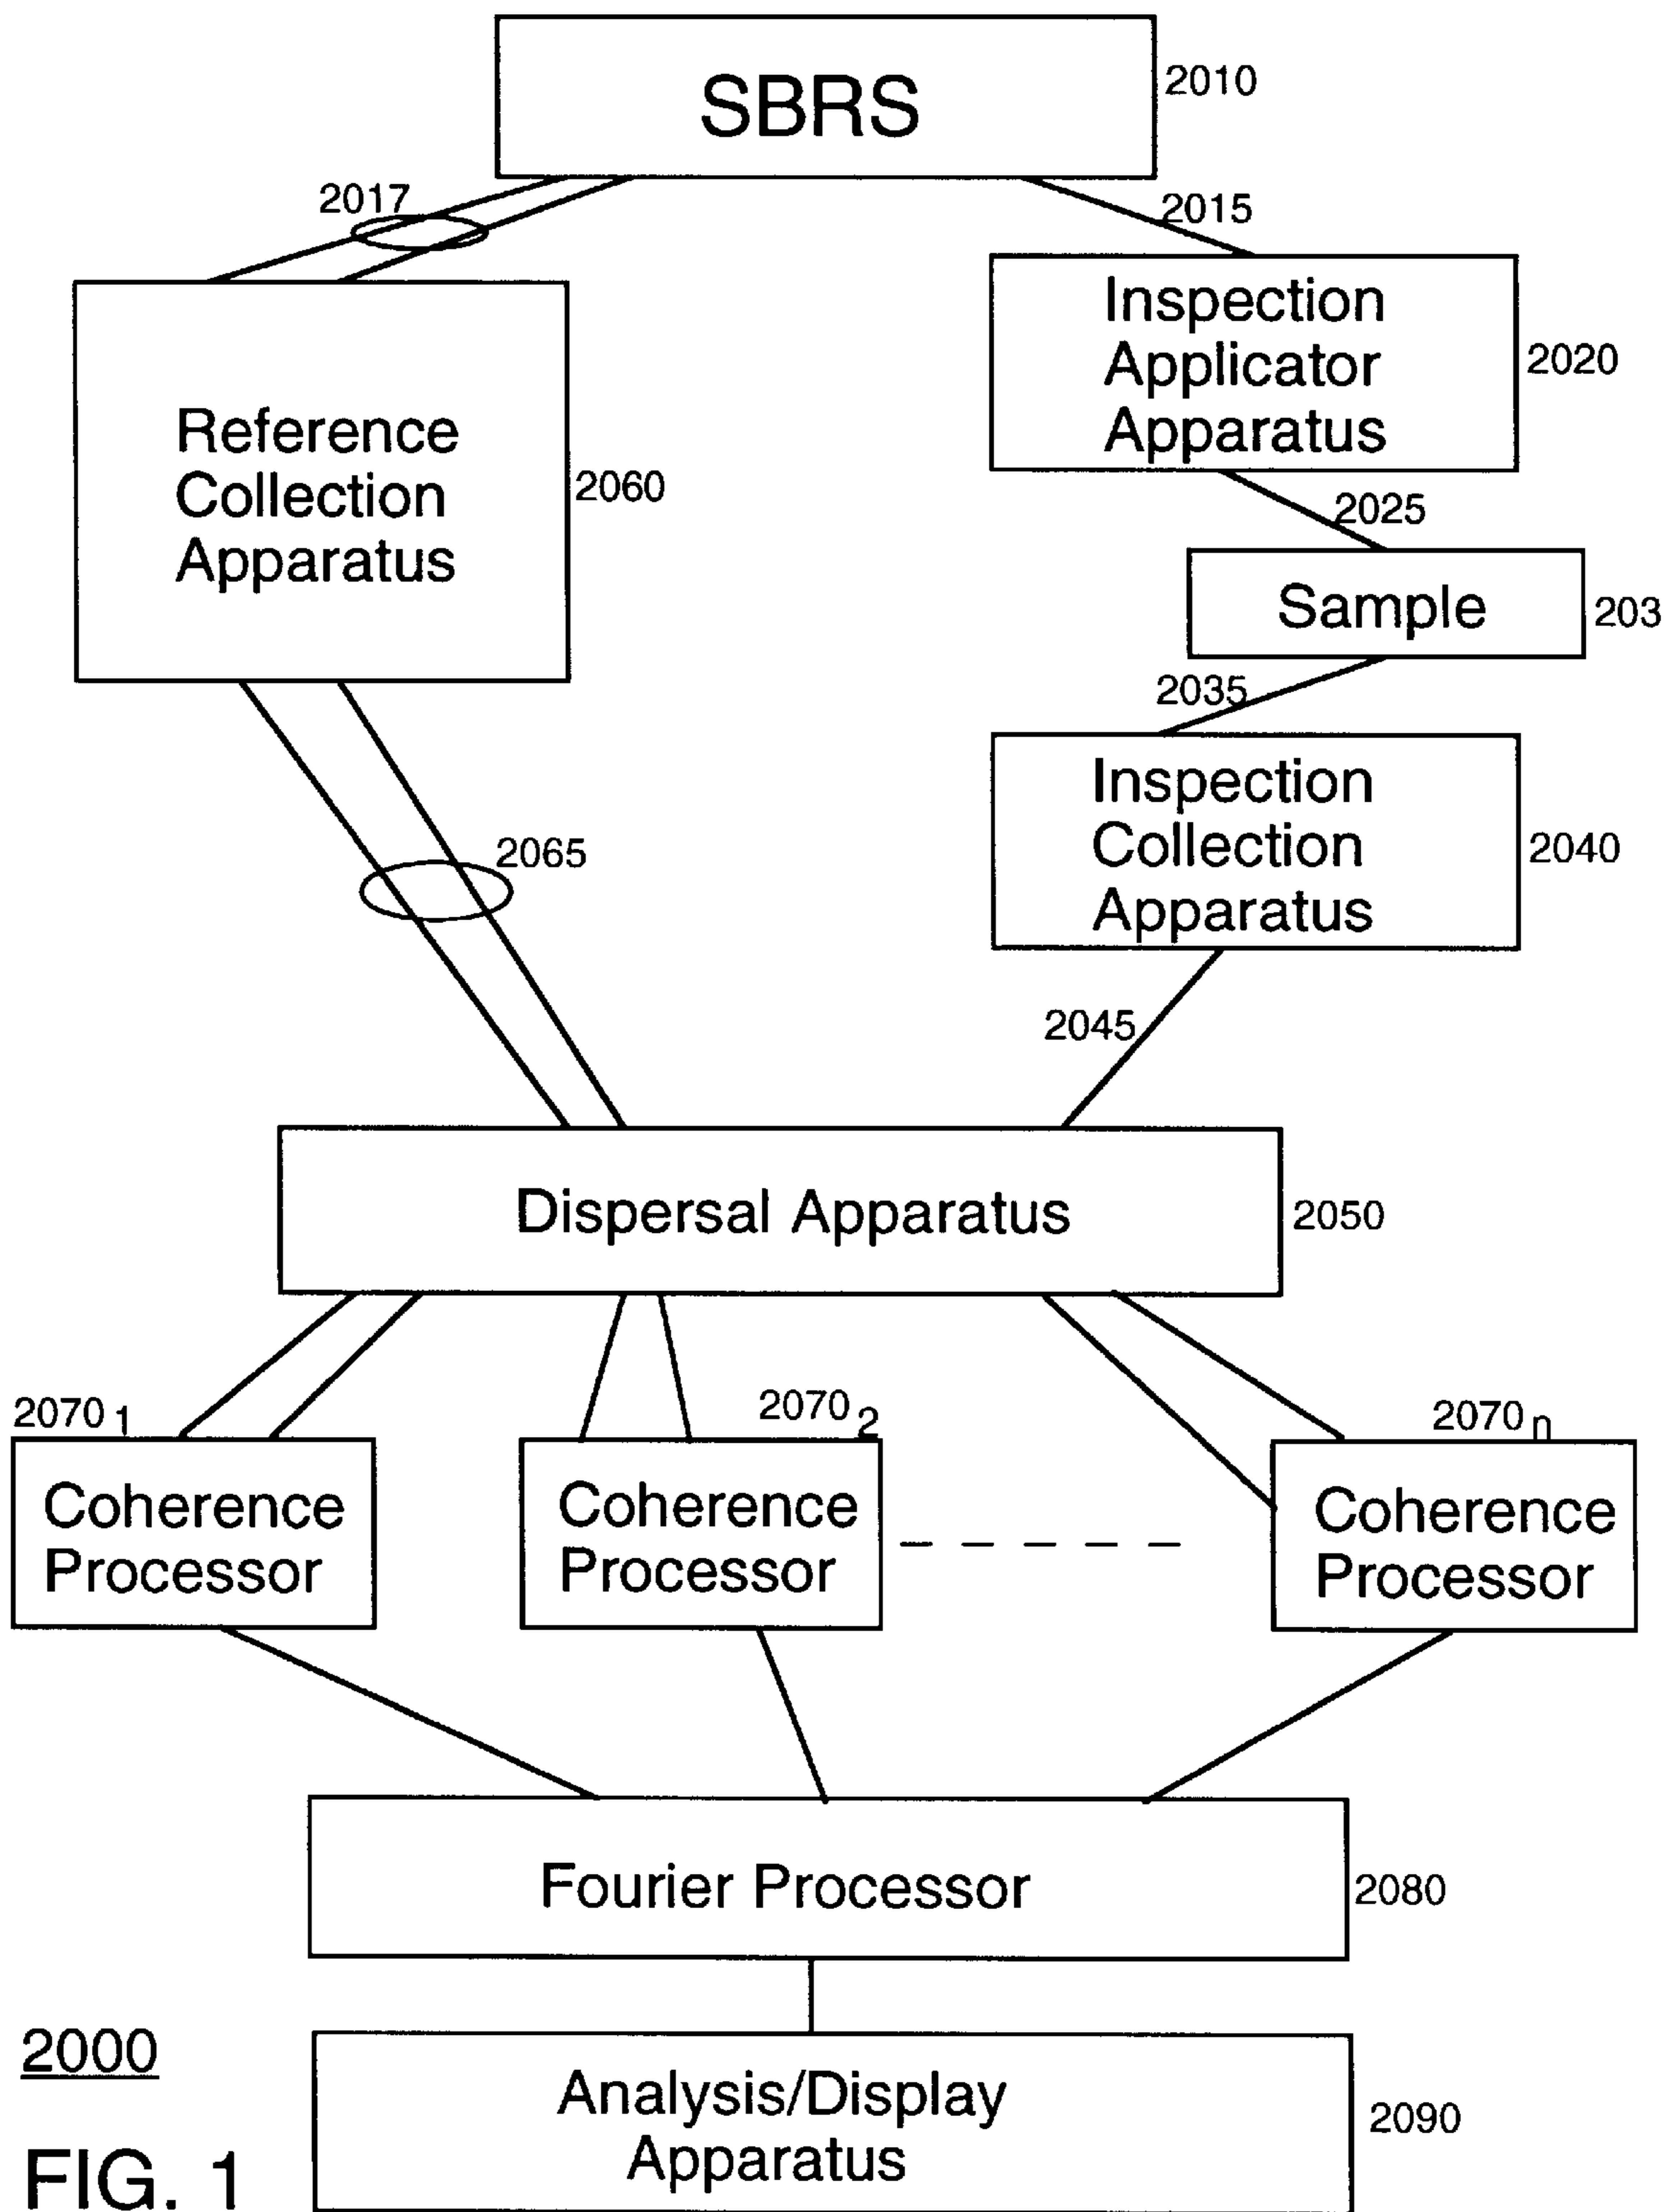 SBRS
2010
2017
2015
Inspection
Applicator
Apparatus
2020
Reference
Collection
Apparatus
2060
2025
Sample
203
2035
Inspection
Collection
Apparatus
2040
2065
2045
Dispersal Apparatus
2050
2070 1
2070 2
2070 n
Coherence
Processor
Coherence
Processor
Coherence
Processor
Fourier Processor
2080
2000
Analysis/Display
Apparatus
2090
FIG. 1